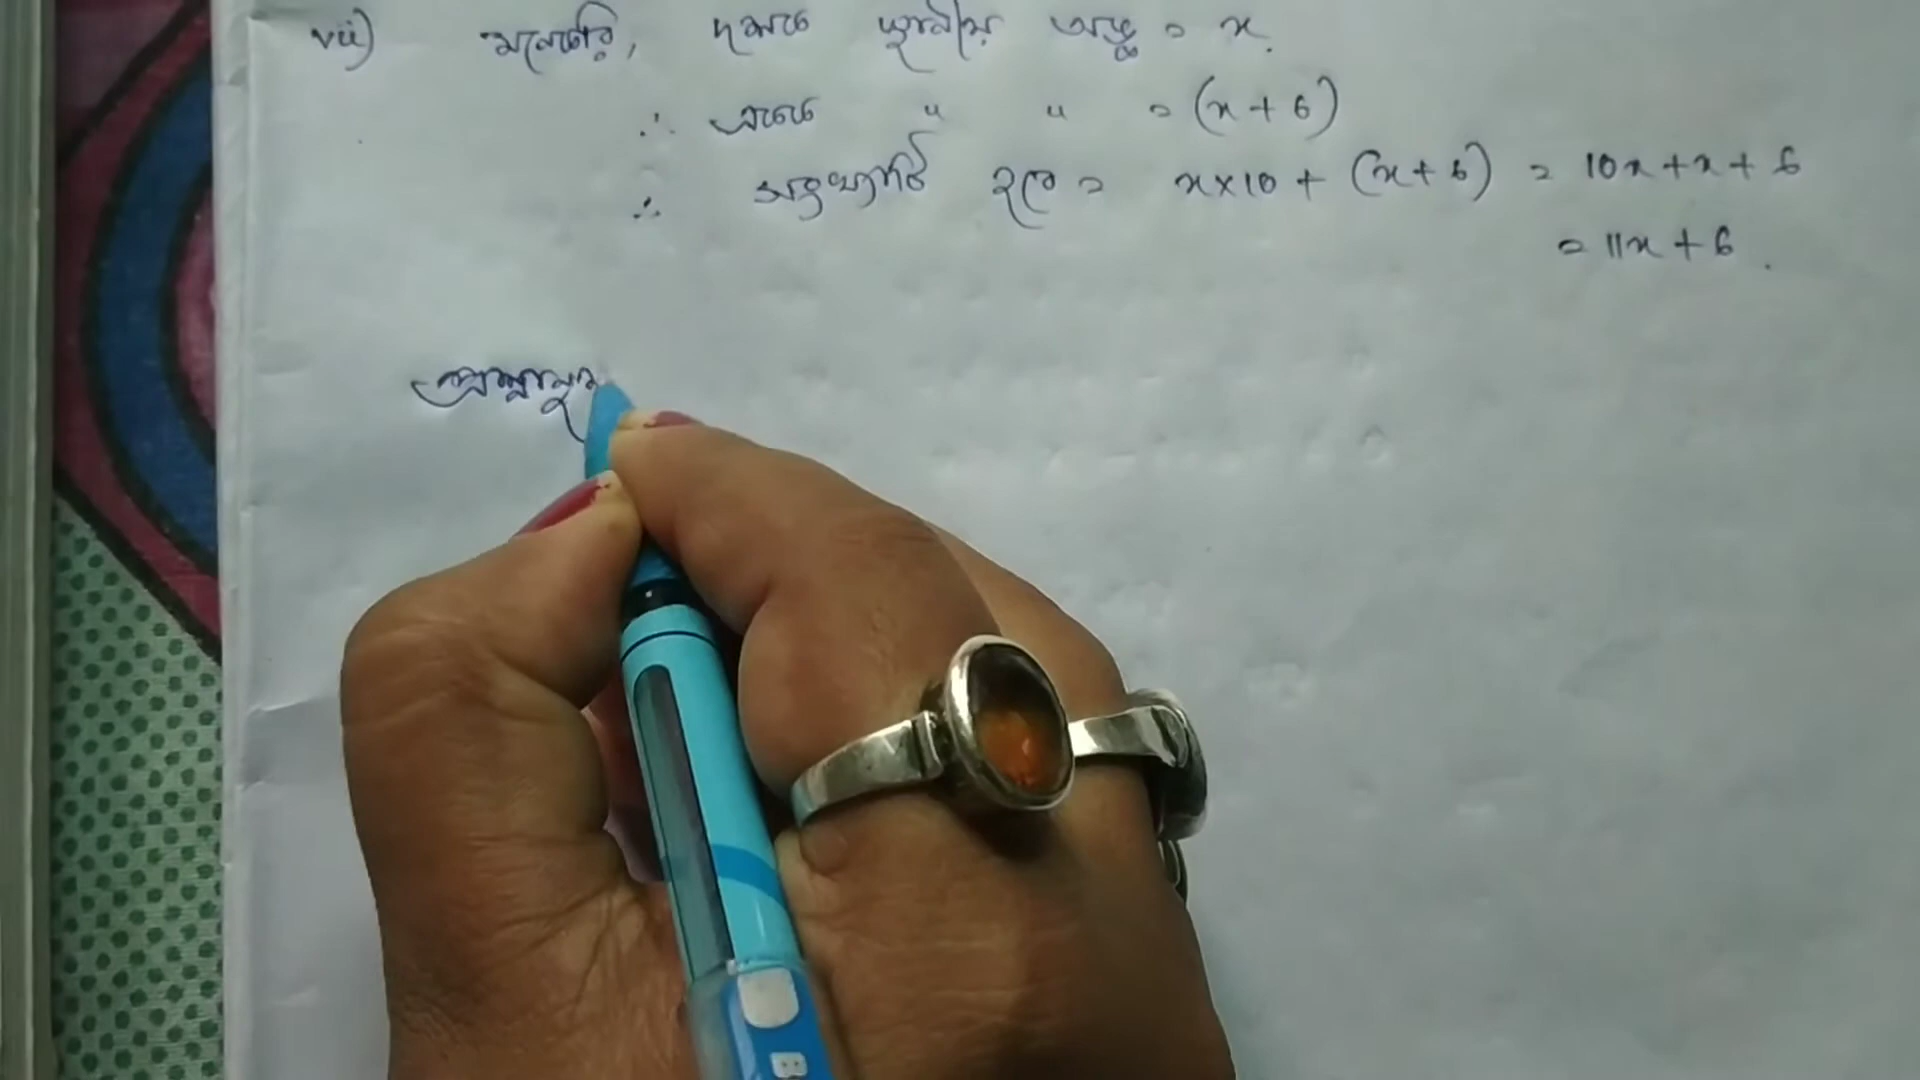 vii) মনেকরি, দশকে স্থানীয় অঙ্ক = x.
∴ এককে " " = (x + 6)
∴ সংখ্যাটি হবে = x×10 + (x + 6) = 10x + x + 6
= 11x + 6.